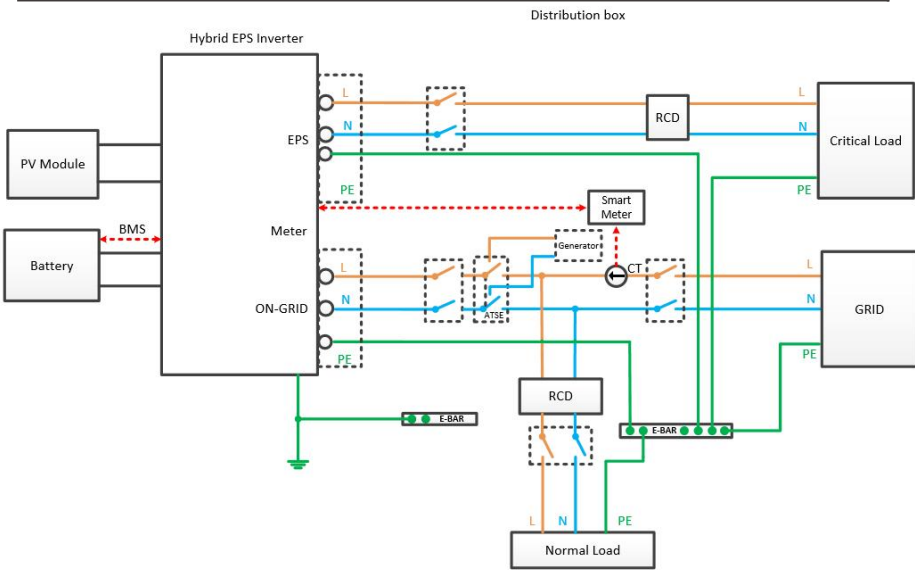 Distribution box
Hybrid EPS Inverter
L
L
RCD
N
N
EPS
Critical Load
PV Module
PE
PE
Smart
Meter
BMS
Meter
Generator
Battery
L
CT
L
N
N
ON-GRID
ATSE
GRID
PE
PE
RCD
E-BAR
E-BAR
L
N
PE
Normal Load